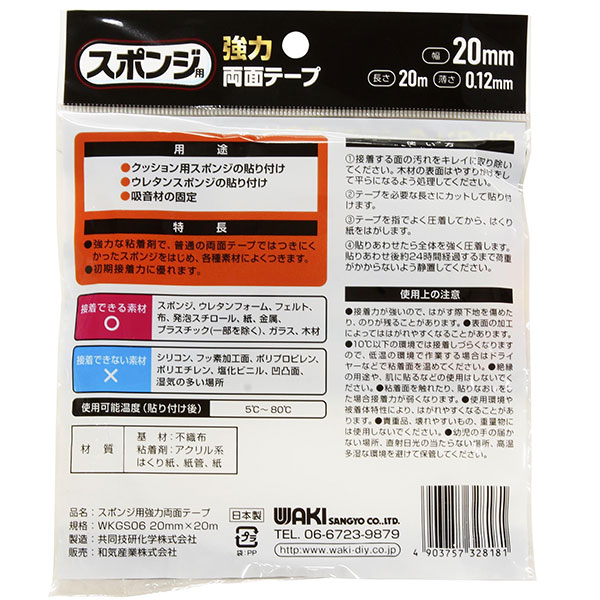 スポンジ用
強力
両面テープ
幅 20mm
長さ 20m 薄さ 0.12mm
用途
●クッション用スポンジの貼り付け
●ウレタンスポンジの貼り付け
●吸音材の固定
特長
●強力な粘着剤で、普通の両面テープではつきにく
かったスポンジをはじめ、各種素材によくつきます。
●初期接着力に優れます。
接着できる素材
○
スポンジ、ウレタンフォーム、フェルト、
布、発泡スチロール、紙、金属、
プラスチック(一部を除く)、ガラス、木材
接着できない素材
×
シリコン、フッ素加工面、ポリプロピレン、
ポリエチレン、塩化ビニル、凹凸面、
湿気の多い場所
使用可能温度(貼り付け後) 5℃~80℃
材質
基材:不織布
粘着剤:アクリル系
はくり紙、紙管、紙
使い方
①接着する面の汚れをキレイに取り除い
てください。木材の表面はやすりがけをし
て平らになるよう処理してください。
②テープを必要な長さにカットして貼り付
けます。
③テープを指でよく圧着してから、はくり
紙をはがします。
④貼りあわせたら全体を強く圧着します。
貼りあわせ後約24時間経過するまで荷重
がかからないよう静置してください。
使用上の注意
●接着力が強いので、はがす際下地を傷めた
り、のりが残ることがあります。●表面の加工に
よってははがれやすくなることがあります。
●10℃以下の環境では接着しづらくなります
ので、低温の環境で作業する場合はドライ
ヤーなどで粘着面を温めてください。●絶縁
の用途や、肌に貼るなどの使用はしないでくだ
さい。●粘着面を触れたり、貼りなおしをし
た場合接着力が弱くなります。●使用環境や
被着体特性により、はがれやすくなることがあ
ります。●貴重品、壊れやすいもの、重量物に
は使用しないでください。●幼児の手の届か
ない場所、直射日光の当たらない場所、高温
多湿な環境を避けて保管してください。
品名:スポンジ用強力両面テープ
規格:WKGS06 20mm×20m
製造:共同技研化学株式会社
販売:和気産業株式会社
日本製
プラ
袋:PP
WAKI SANGYO CO.,LTD.
TEL. 06-6723-9879
http://www.waki-diy.co.jp
4 903757 328181